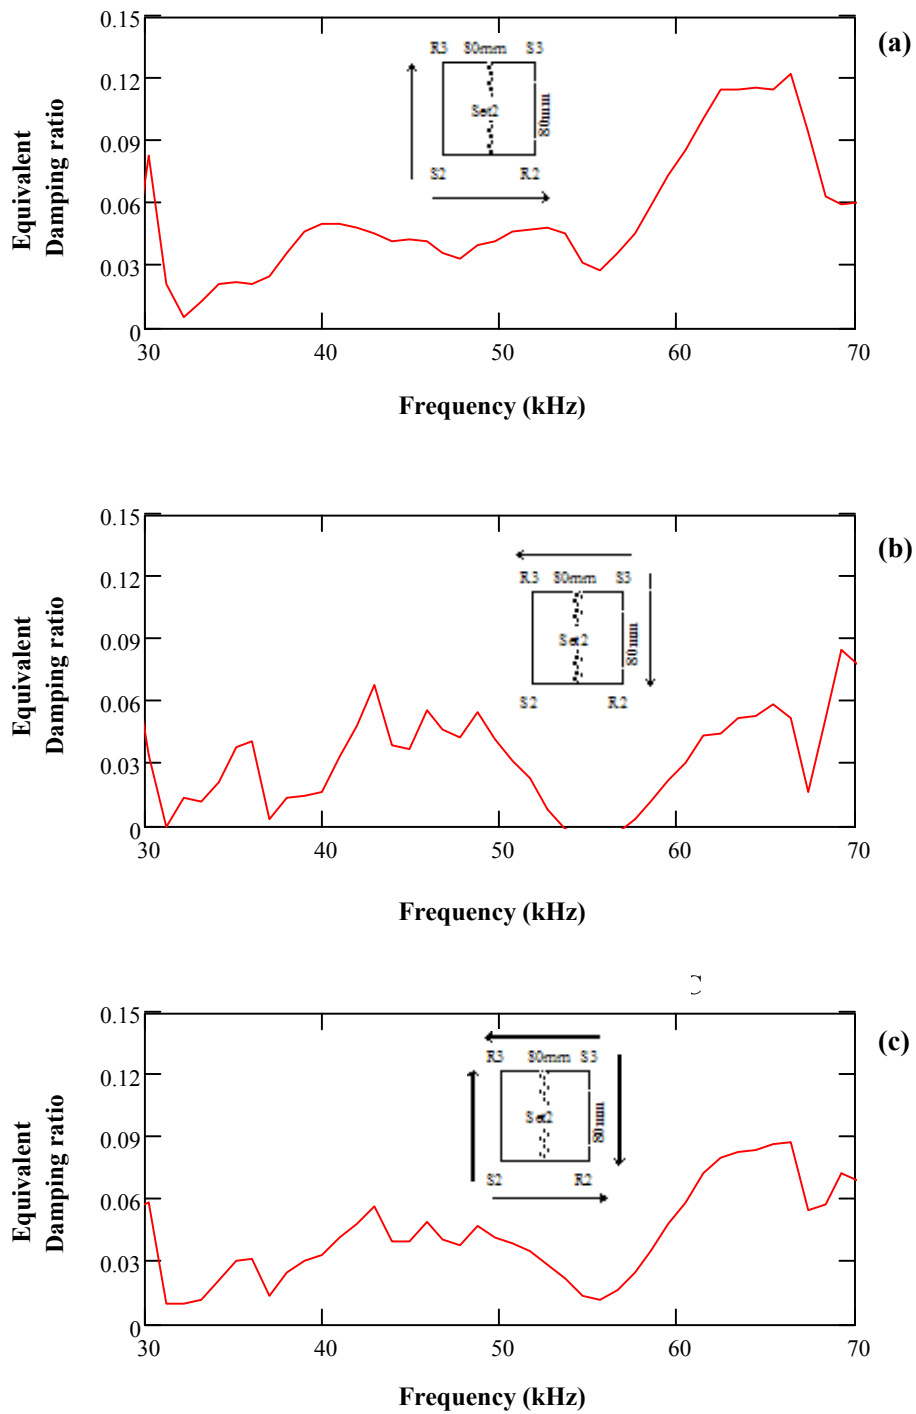 0.15
(a)
R3 80mm S3
0.12
Set2
80mm
0.09
S2 R2
0.06
0.03
0
30 40 50 60 70
Equivalent
Damping ratio
Frequency (kHz)
0.15
(b)
0.12
R3 80mm S3
0.09
Set2
80mm
0.06
S2 R2
0.03
0
30 40 50 60 70
Equivalent
Damping ratio
Frequency (kHz)
0.15
(c)
R3 80mm S3
0.12
Set2
80mm
0.09
S2 R2
0.06
0.03
0
30 40 50 60 70
Equivalent
Damping ratio
Frequency (kHz)